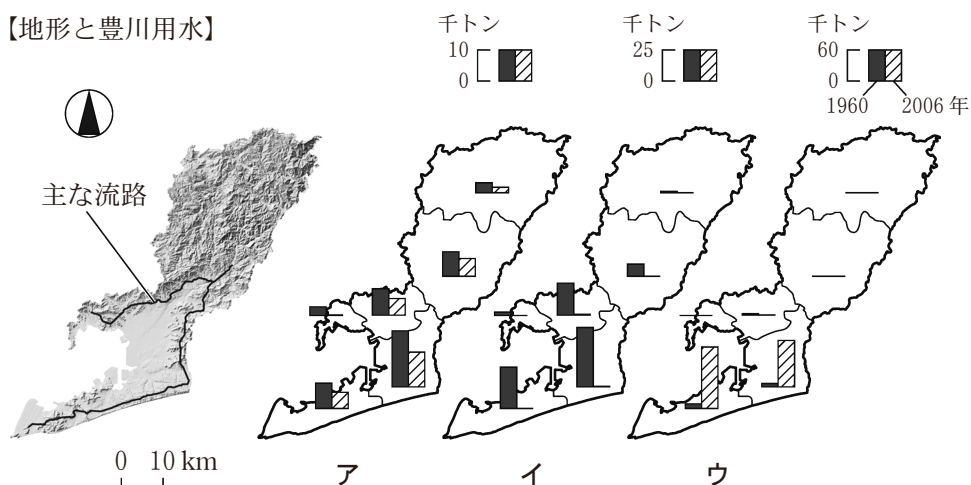 【地形と豊川用水】
主な流路
0 10 km
千トン
10
0
千トン
25
0
千トン
60
0
1960 2006 年
ア イ ウ